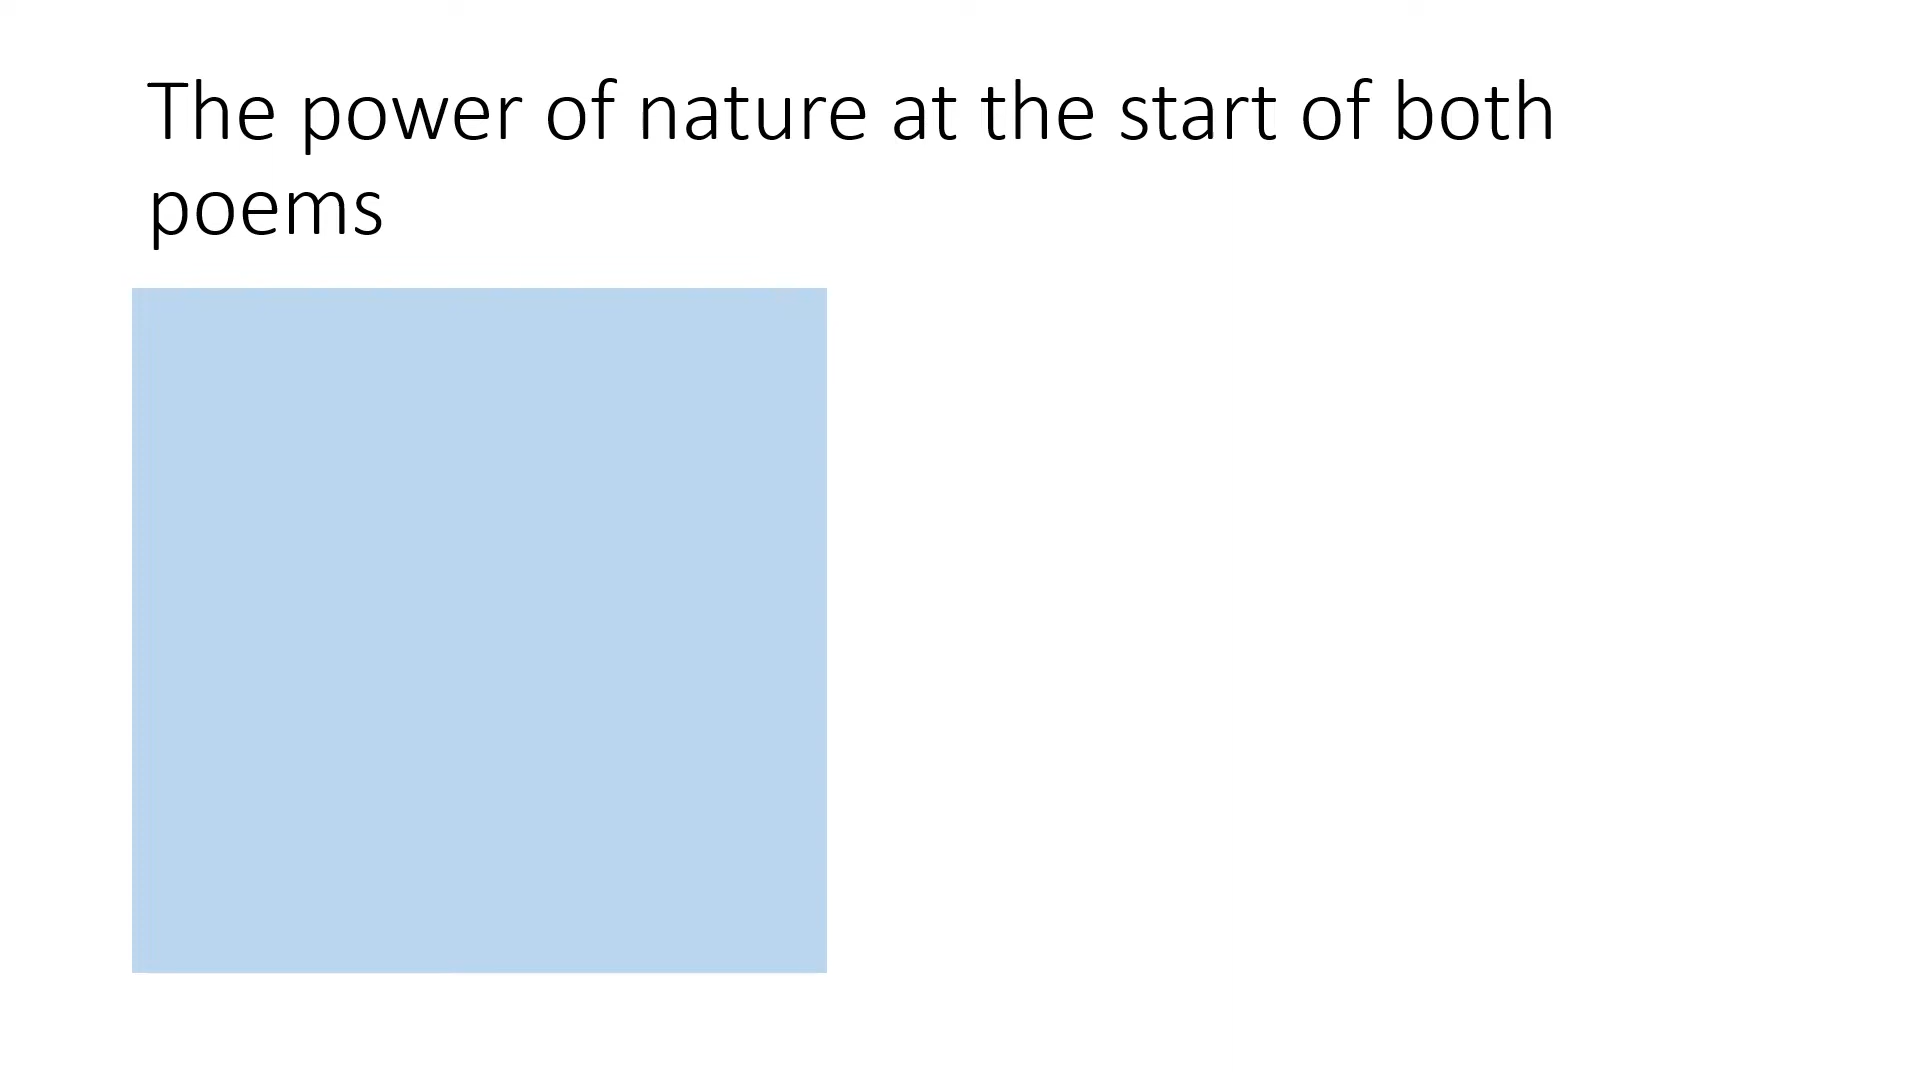 The power of nature at the start of both
poems